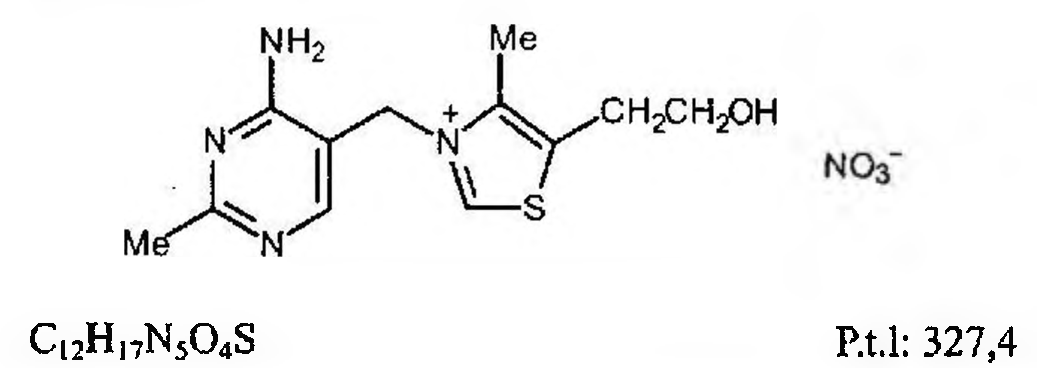 NH₂
Me
CH₂CH₂OH
N
N⁺
NO₃⁻
S
Me
N
C₁₂H₁₇N₅O₄S P.t.l: 327,4